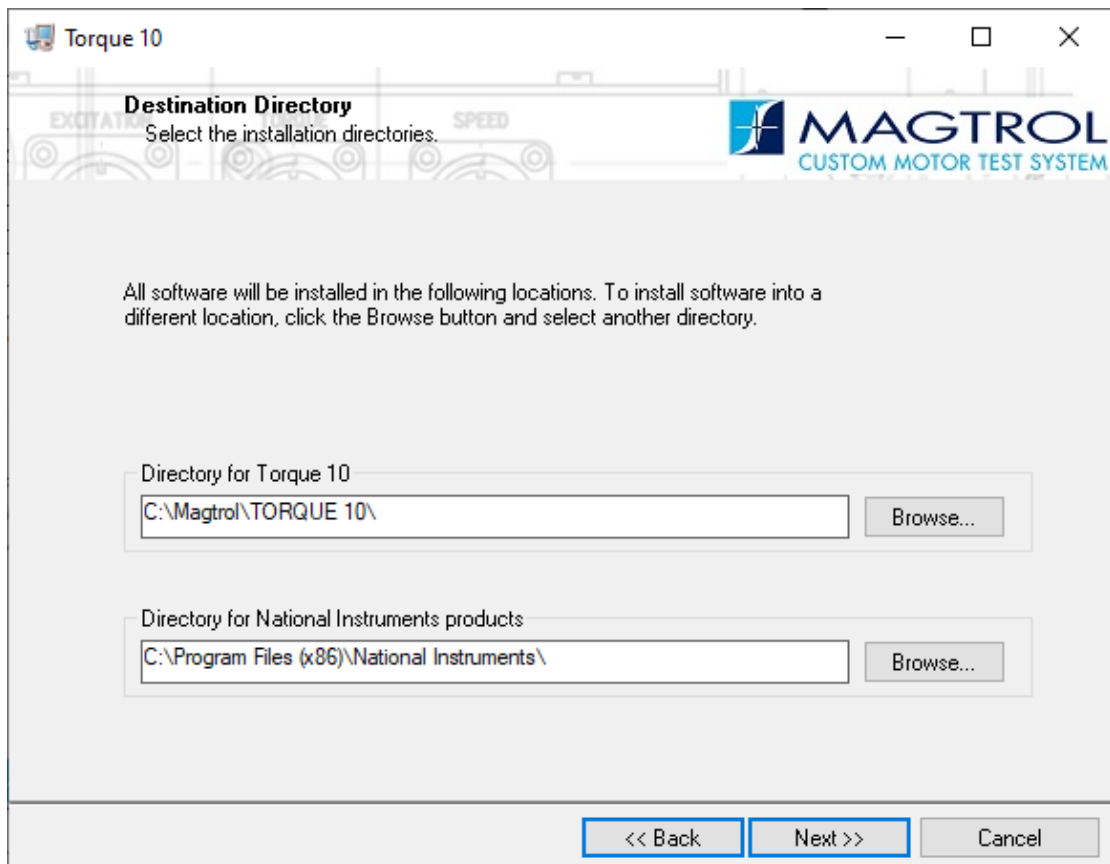 Torque 10
Destination Directory
Select the installation directories.
EXCITATION TORQUE SPEED
MAGTROL
CUSTOM MOTOR TEST SYSTEM
All software will be installed in the following locations. To install software into a
different location, click the Browse button and select another directory.
Directory for Torque 10
C:\Magtrol\TORQUE 10\
Browse...
Directory for National Instruments products
C:\Program Files (x86)\National Instruments\
Browse...
<< Back
Next >>
Cancel